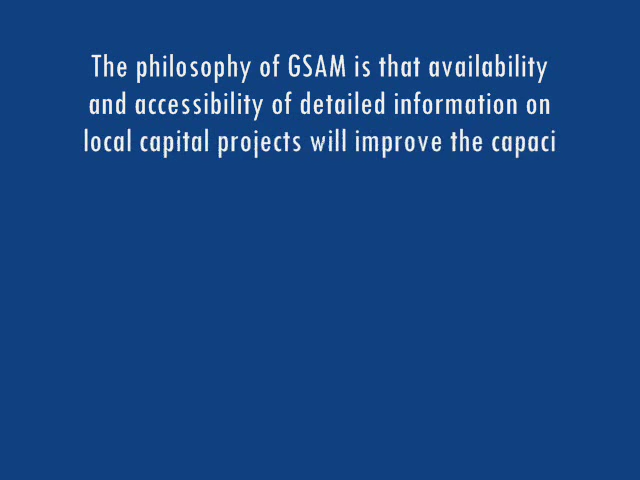 The philosophy of GSAM is that availability
and accessibility of detailed information on
local capital projects will improve the capaci